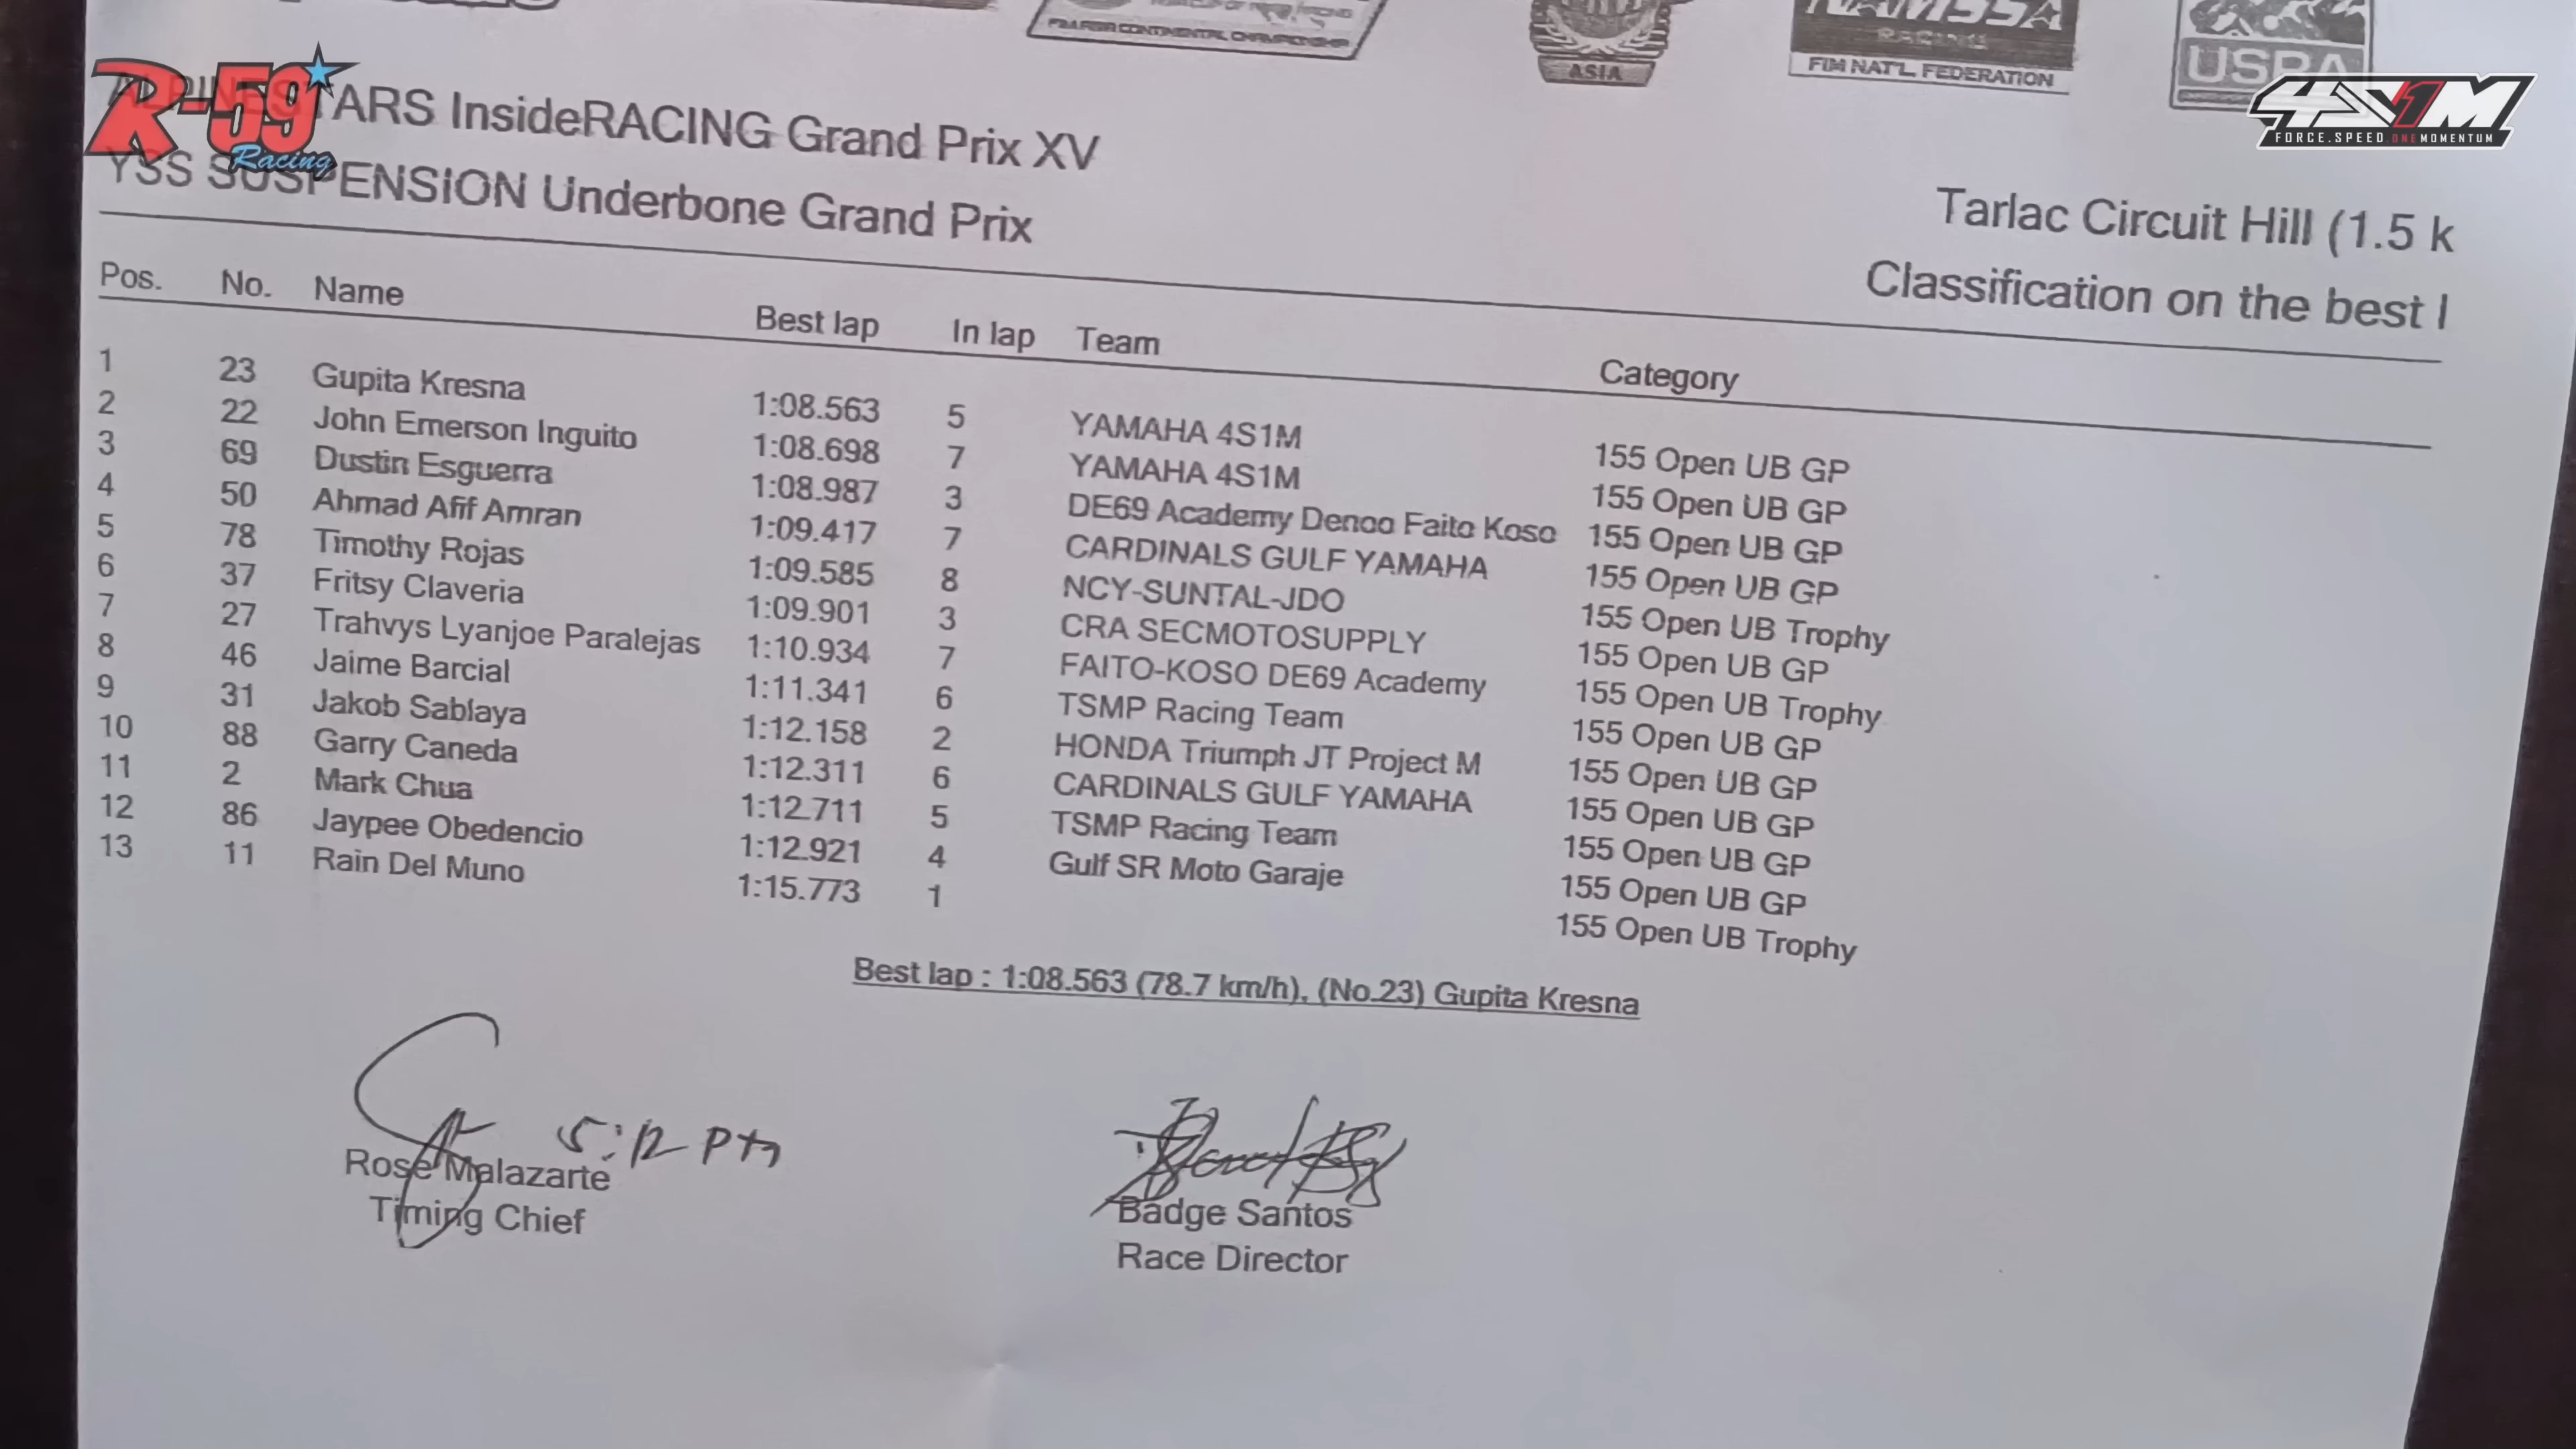 FIM ASIA CONTINENTAL CHAMPIONSHIP
ASIA
NAMSSA
RACING
FIM NAT'L. FEDERATION
USRA
R-59
Racing
4S1M
FORCE.SPEED.ONEMOMENTUM
ALPINESTARS InsideRACING Grand Prix XV
YSS SUSPENSION Underbone Grand Prix
Tarlac Circuit Hill (1.5 k
Classification on the best l
Pos. No. Name Best lap In lap Team Category
1 23 Gupita Kresna 1:08.563 5 YAMAHA 4S1M 155 Open UB GP
2 22 John Emerson Inguito 1:08.698 7 YAMAHA 4S1M 155 Open UB GP
3 69 Dustin Esguerra 1:08.987 3 DE69 Academy Denoo Faito Koso 155 Open UB GP
4 50 Ahmad Afif Amran 1:09.417 7 CARDINALS GULF YAMAHA 155 Open UB GP
5 78 Timothy Rojas 1:09.585 8 NCY-SUNTAL-JDO 155 Open UB Trophy
6 37 Fritsy Claveria 1:09.901 3 CRA SECMOTOSUPPLY 155 Open UB GP
7 27 Trahvys Lyanjoe Paralejas 1:10.934 7 FAITO-KOSO DE69 Academy 155 Open UB Trophy
8 46 Jaime Barcial 1:11.341 6 TSMP Racing Team 155 Open UB GP
9 31 Jakob Sablaya 1:12.158 2 HONDA Triumph JT Project M 155 Open UB GP
10 88 Garry Caneda 1:12.311 6 CARDINALS GULF YAMAHA 155 Open UB GP
11 2 Mark Chua 1:12.711 5 TSMP Racing Team 155 Open UB GP
12 86 Jaypee Obedencio 1:12.921 4 Gulf SR Moto Garaje 155 Open UB GP
13 11 Rain Del Muno 1:15.773 1 155 Open UB Trophy
Best lap : 1:08.563 (78.7 km/h), (No.23) Gupita Kresna
5:12 Pm
Rose Malazarte
Timing Chief
Badge Santos
Race Director